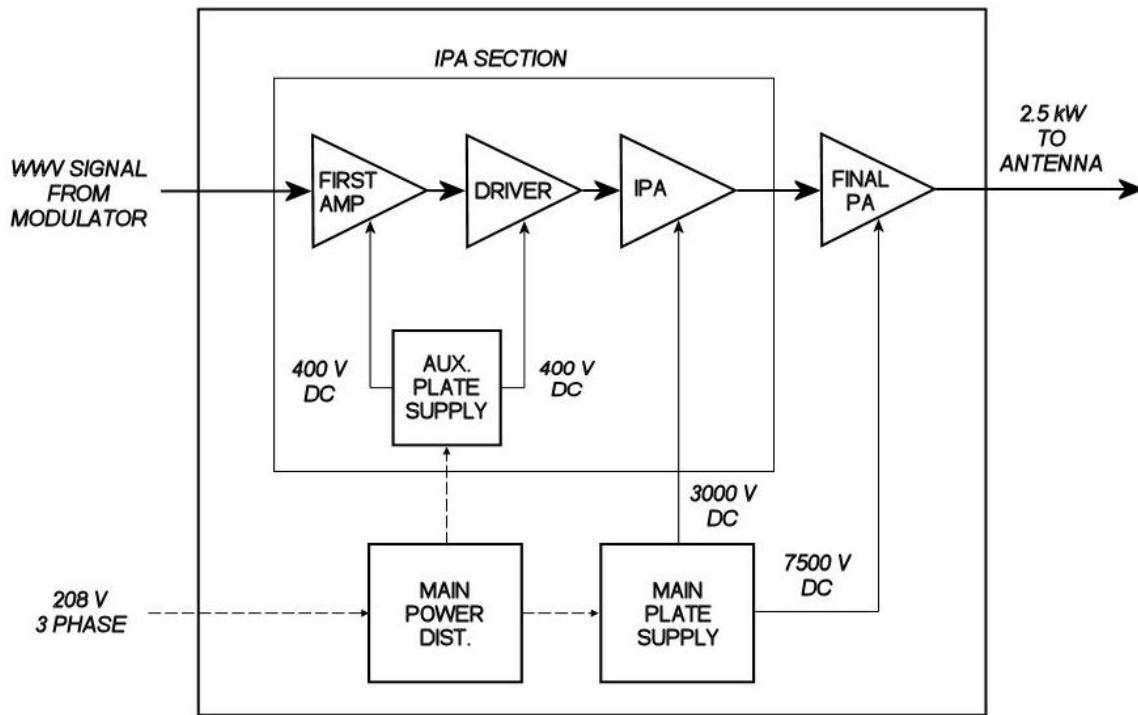 IPA SECTION
2.5 kW
TO
ANTENNA
WWV SIGNAL
FROM
MODULATOR
FIRST
AMP
DRIVER
IPA
FINAL
PA
400 V
DC
AUX.
PLATE
SUPPLY
400 V
DC
3000 V
DC
7500 V
DC
208 V
3 PHASE
MAIN
POWER
DIST.
MAIN
PLATE
SUPPLY